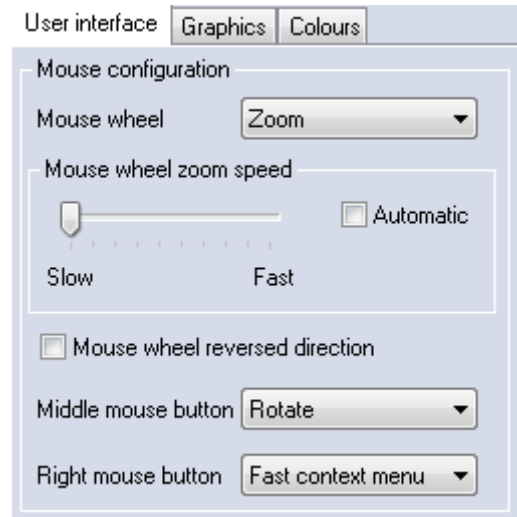 User interface Graphics Colours
Mouse configuration
Mouse wheel Zoom
Mouse wheel zoom speed
Automatic
Slow Fast
Mouse wheel reversed direction
Middle mouse button Rotate
Right mouse button Fast context menu